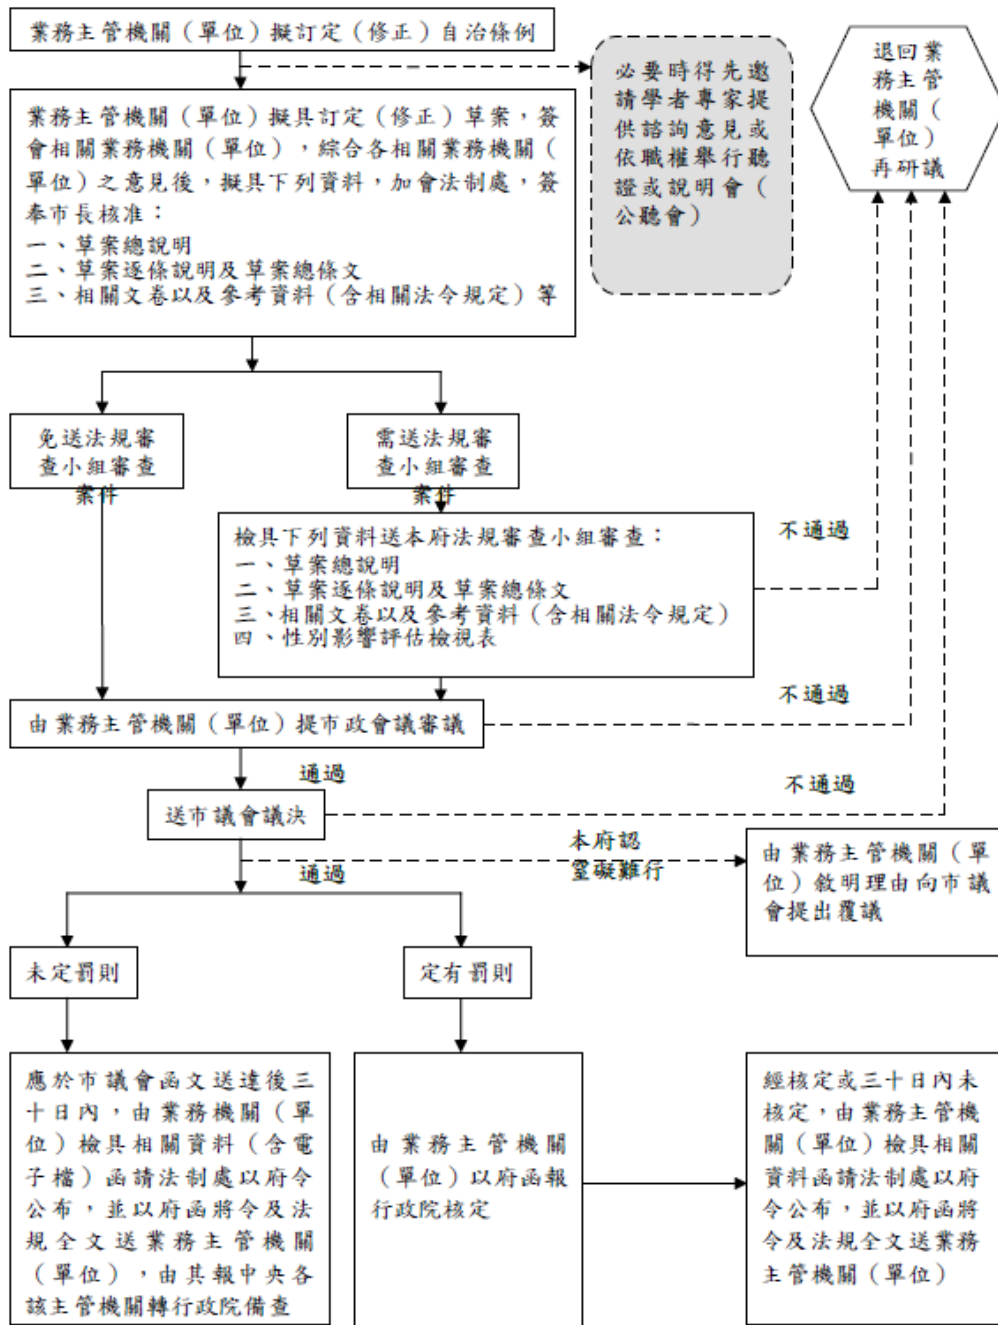 業務主管機關（單位）擬訂定（修正）自治條例
必要時得先邀
請學者專家提
供諮詢意見或
依職權舉行聽
證或說明會（
公聽會）
退回業
務主管
機關（
單位）
再研議
業務主管機關（單位）擬具訂定（修正）草案，簽
會相關業務機關（單位），綜合各相關業務機關（
單位）之意見後，擬具下列資料，加會法制處，簽
奉市長核准：
一、草案總說明
二、草案逐條說明及草案總條文
三、相關文卷以及參考資料（含相關法令規定）等
免送法規審
查小組審查
案件
需送法規審
查小組審查
案件
檢具下列資料送本府法規審查小組審查：
一、草案總說明
二、草案逐條說明及草案總條文
三、相關文卷以及參考資料（含相關法令規定）
四、性別影響評估檢視表
不通過
由業務主管機關（單位）提市政會議審議
不通過
通過
送市議會議決
不通過
通過
本府認
窒礙難行
由業務主管機關（單
位）敘明理由向市議
會提出覆議
未定罰則
定有罰則
應於市議會函文送達後三
十日內，由業務機關（單
位）檢具相關資料（含電
子檔）函請法制處以府令
公布，並以府函將令及法
規全文送業務主管機關
（單位），由其報中央各
該主管機關轉行政院備查
由業務主管機關
（單位）以府函報
行政院核定
經核定或三十日內未
核定，由業務主管機
關（單位）檢具相關
資料函請法制處以府
令公布，並以府函將
令及法規全文送業務
主管機關（單位）